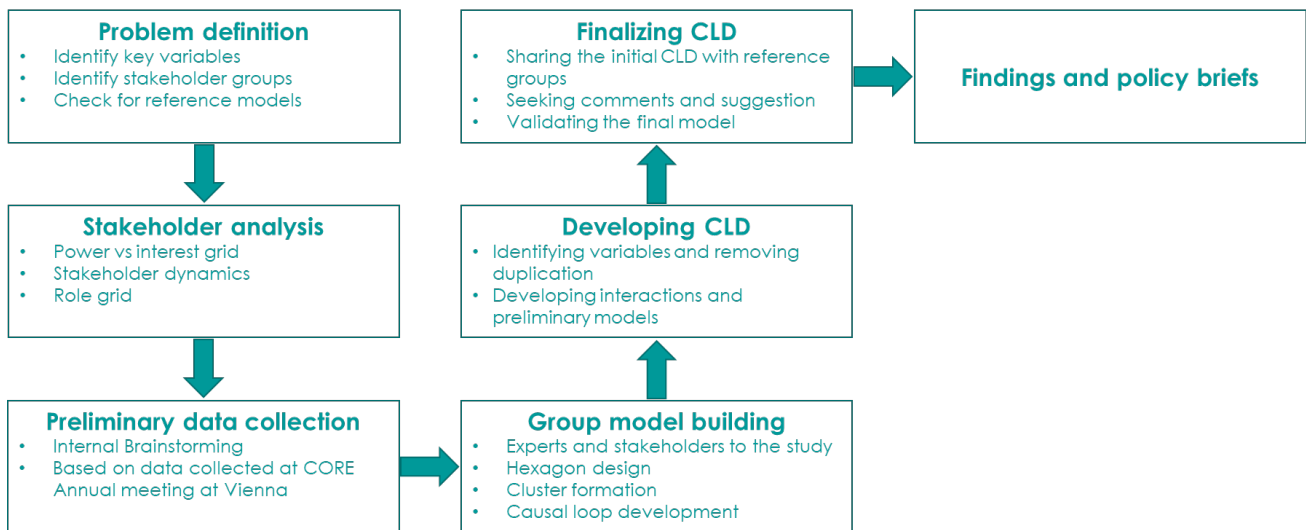 Problem definition
• Identify key variables
• Identify stakeholder groups
• Check for reference models
Stakeholder analysis
• Power vs interest grid
• Stakeholder dynamics
• Role grid
Preliminary data collection
• Internal Brainstorming
• Based on data collected at CORE
Annual meeting at Vienna
Group model building
• Experts and stakeholders to the study
• Hexagon design
• Cluster formation
• Causal loop development
Developing CLD
• Identifying variables and removing
duplication
• Developing interactions and
preliminary models
Finalizing CLD
• Sharing the initial CLD with reference
groups
• Seeking comments and suggestion
• Validating the final model
Findings and policy briefs